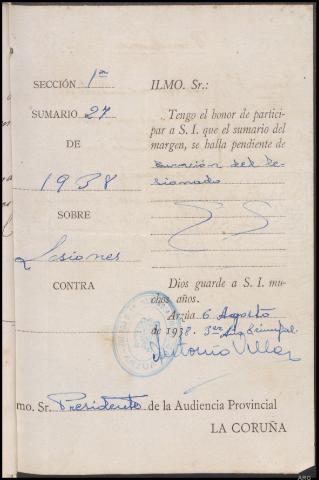 SECCIÓN 1ª
SUMARIO 27
DE
1938
SOBRE
Lesiones
CONTRA
ILMO. Sr.:
Tengo el honor de partici-
par a S. I. que el sumario del
margen, se halla pendiente de
curación del le-
sionado
Dios guarde a S. I. mu-
chos años.
Arzúa 6 Agosto
de 1938. 3er Año Triunfal.
Antonio Villar
mo. Sr. Presidente de la Audiencia Provincial
LA CORUÑA